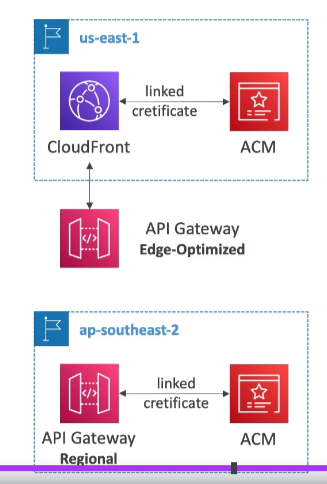 us-east-1
linked
cretificate
CloudFront
ACM
API Gateway
Edge-Optimized
ap-southeast-2
linked
cretificate
API Gateway
Regional
ACM